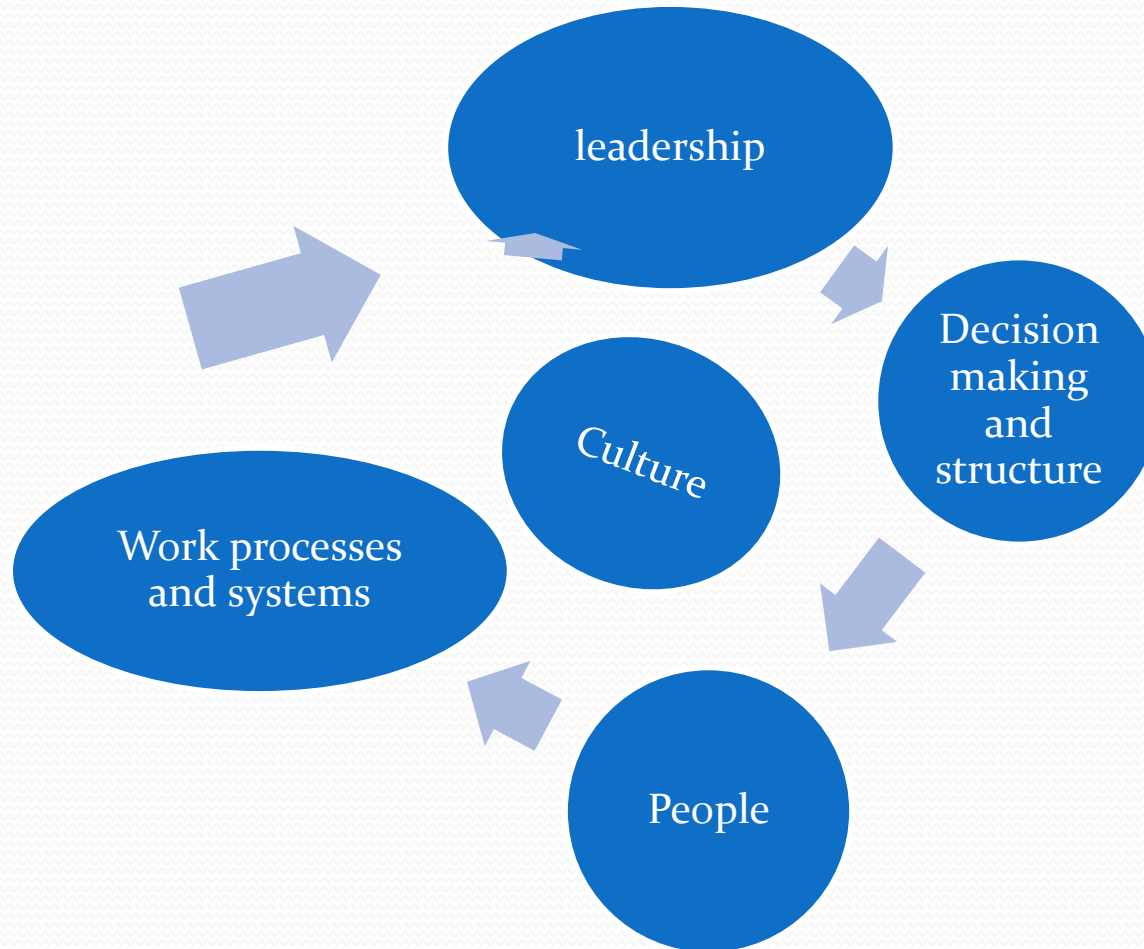 leadership
Decision
making
and
structure
Culture
Work processes
and systems
People